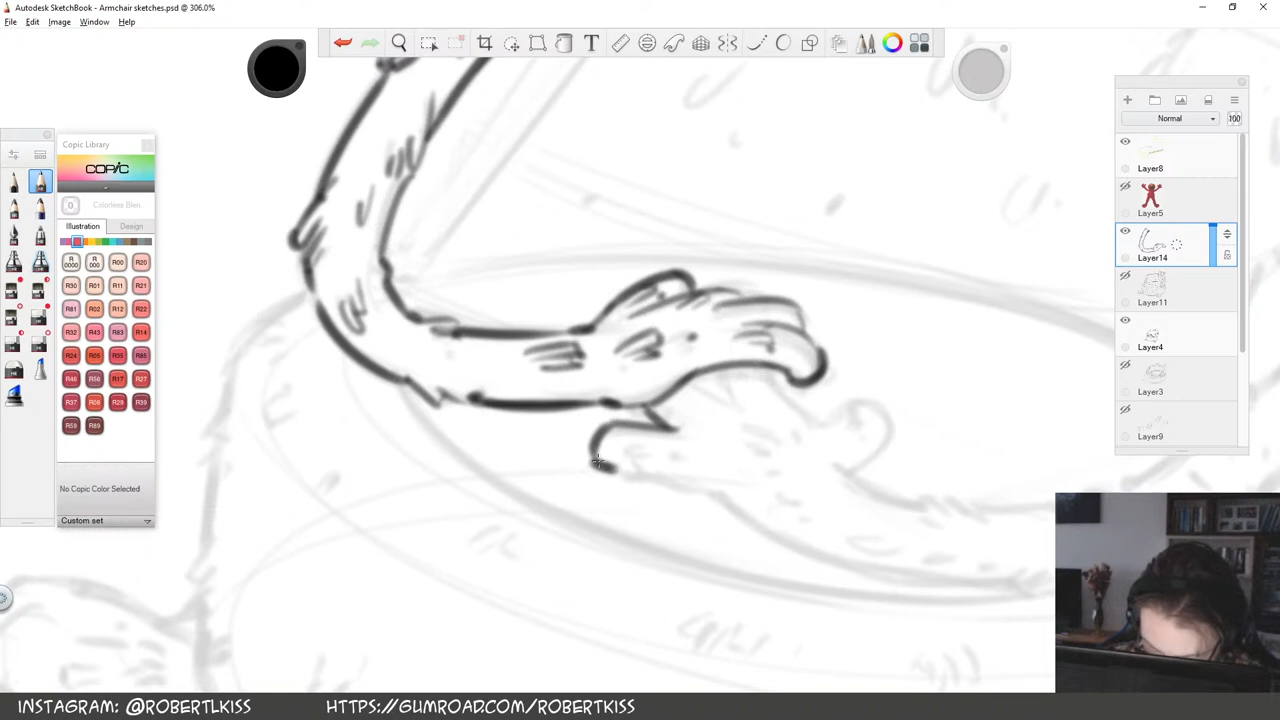 Autodesk SketchBook - Armchair sketches.psd @ 306.0%
File Edit Image Window Help
Copic Library
COPIC
0 Colorless Blen..
Illustration Design
R0000 R000 R00 R20
R30 R01 R11 R21
R81 R02 R12 R22
R32 R43 R83 R14
R24 R05 R35 R85
R46 R56 R17 R27
R37 R08 R29 R39
R59 R89
No Copic Color Selected
Custom set
Normal 100
Layer8
Layer5
Layer14
Layer11
Layer4
Layer3
Layer9
INSTAGRAM: @ROBERTLKISS HTTPS://GUMROAD.COM/ROBERTKISS